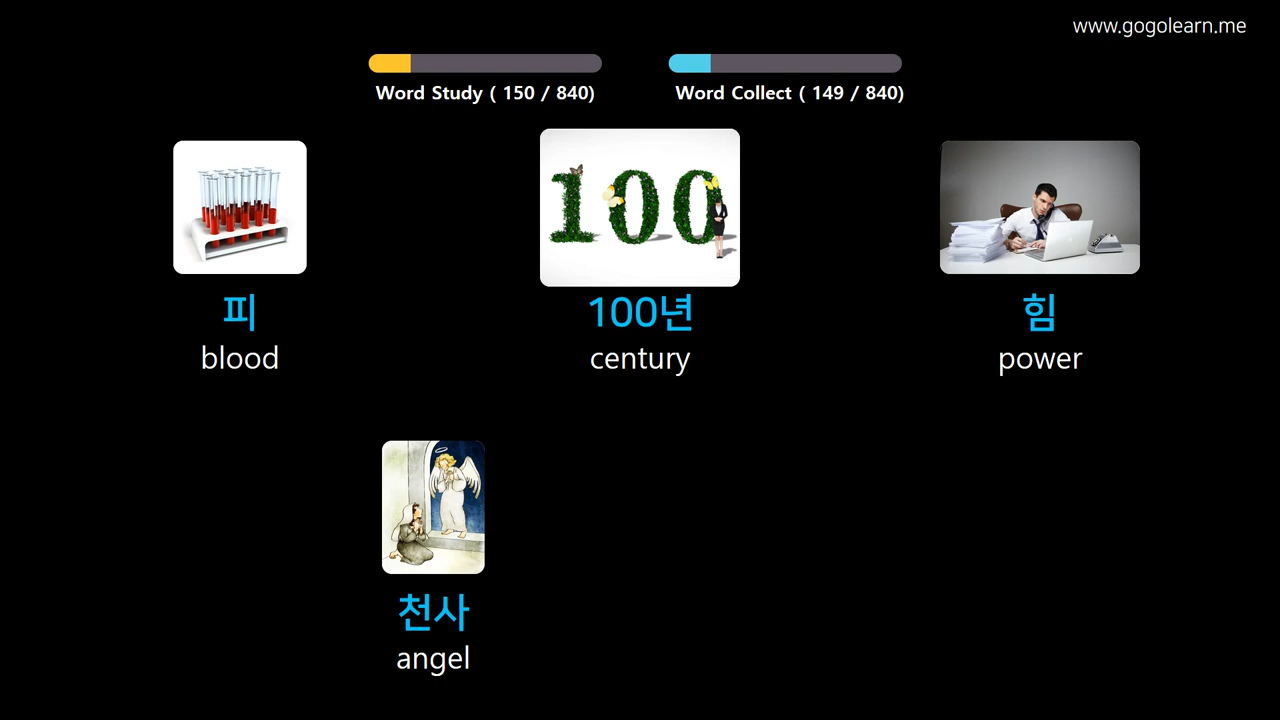 www.gogolearn.me
Word Study ( 150 / 840)
Word Collect ( 149 / 840)
100
피
blood
100년
century
힘
power
천사
angel